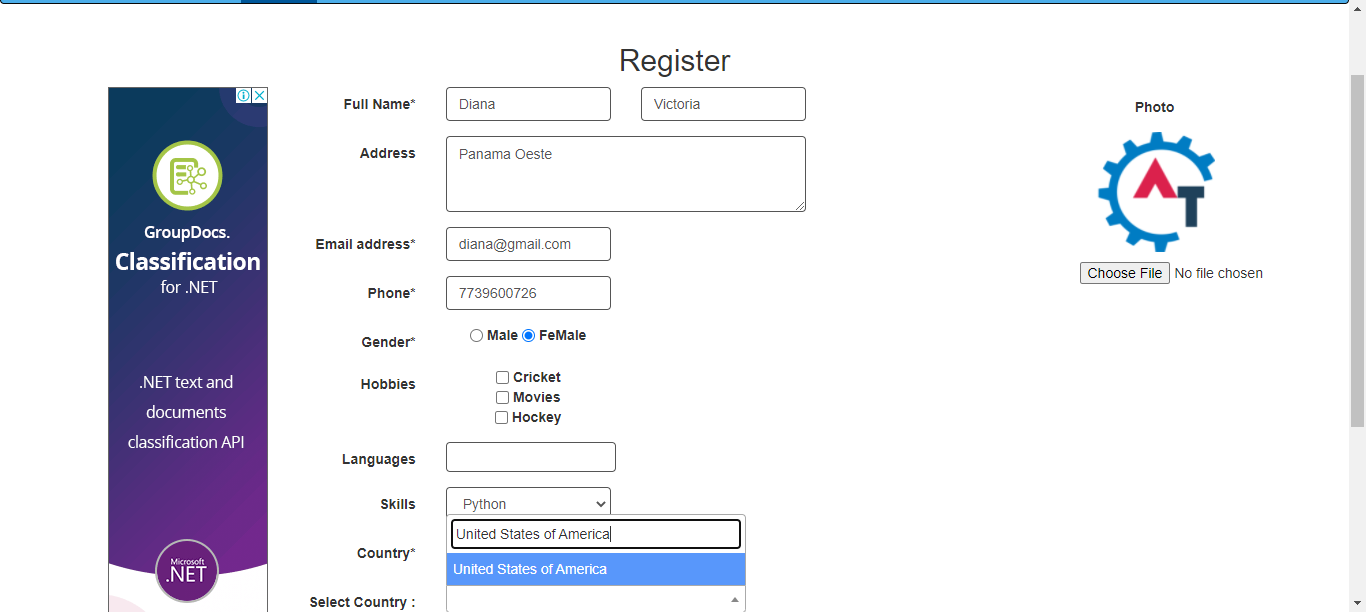 Register
Full Name* Diana Victoria
Photo
Address Panama Oeste
AT
Email address* diana@gmail.com
Choose File No file chosen
Phone* 7739600726
Gender* Male FeMale
Hobbies Cricket
Movies
Hockey
Languages
Skills Python
United States of America
Country*
United States of America
Select Country :
GroupDocs.
Classification
for .NET
.NET text and
documents
classification API
Microsoft
.NET